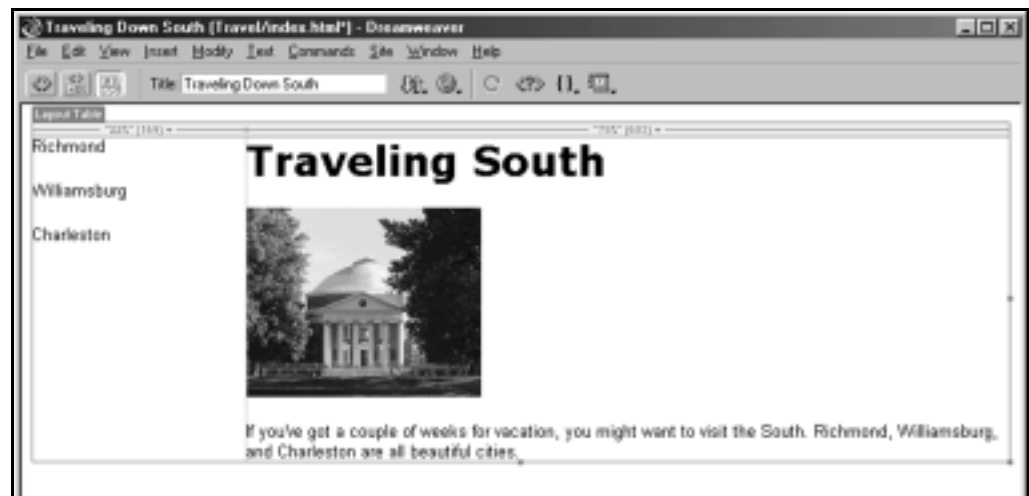 Traveling Down South (Travel/index.html*) - Dreamweaver
File Edit View Insert Modify Text Commands Site Window Help
Title: Traveling Down South
Layout Table
Richmond
Williamsburg
Charleston
Traveling South
If you've got a couple of weeks for vacation, you might want to visit the South. Richmond, Williamsburg,
and Charleston are all beautiful cities.